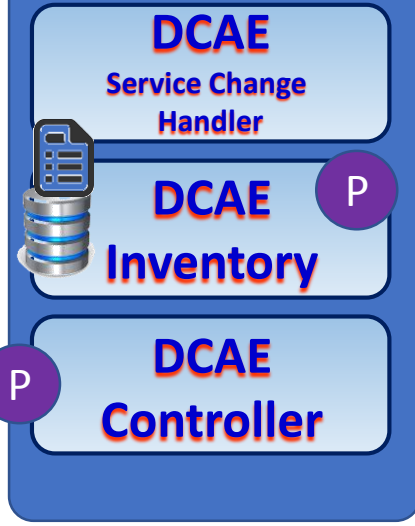 DCAE
Service Change
Handler
P
DCAE
Inventory
DCAE
P
Controller